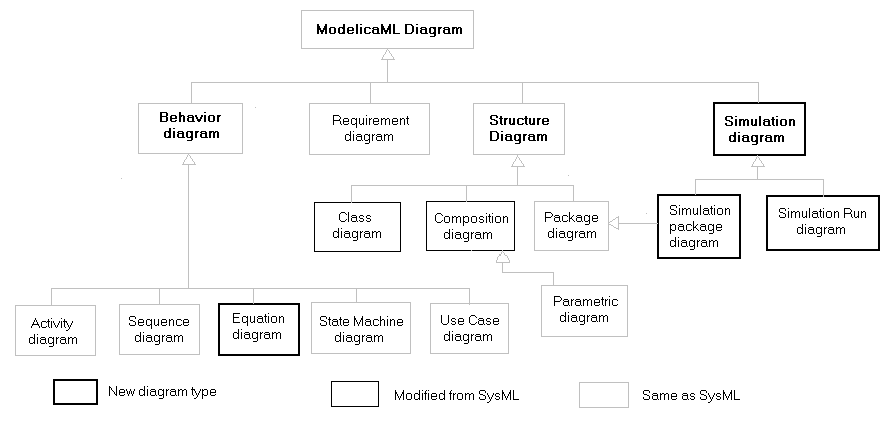 ModelicaML Diagram
Behavior
diagram
Requirement
diagram
Structure
Diagram
Simulation
diagram
Class
diagram
Composition
diagram
Package
diagram
Simulation
package
diagram
Simulation Run
diagram
Activity
diagram
Sequence
diagram
Equation
diagram
State Machine
diagram
Use Case
diagram
Parametric
diagram
New diagram type
Modified from SysML
Same as SysML